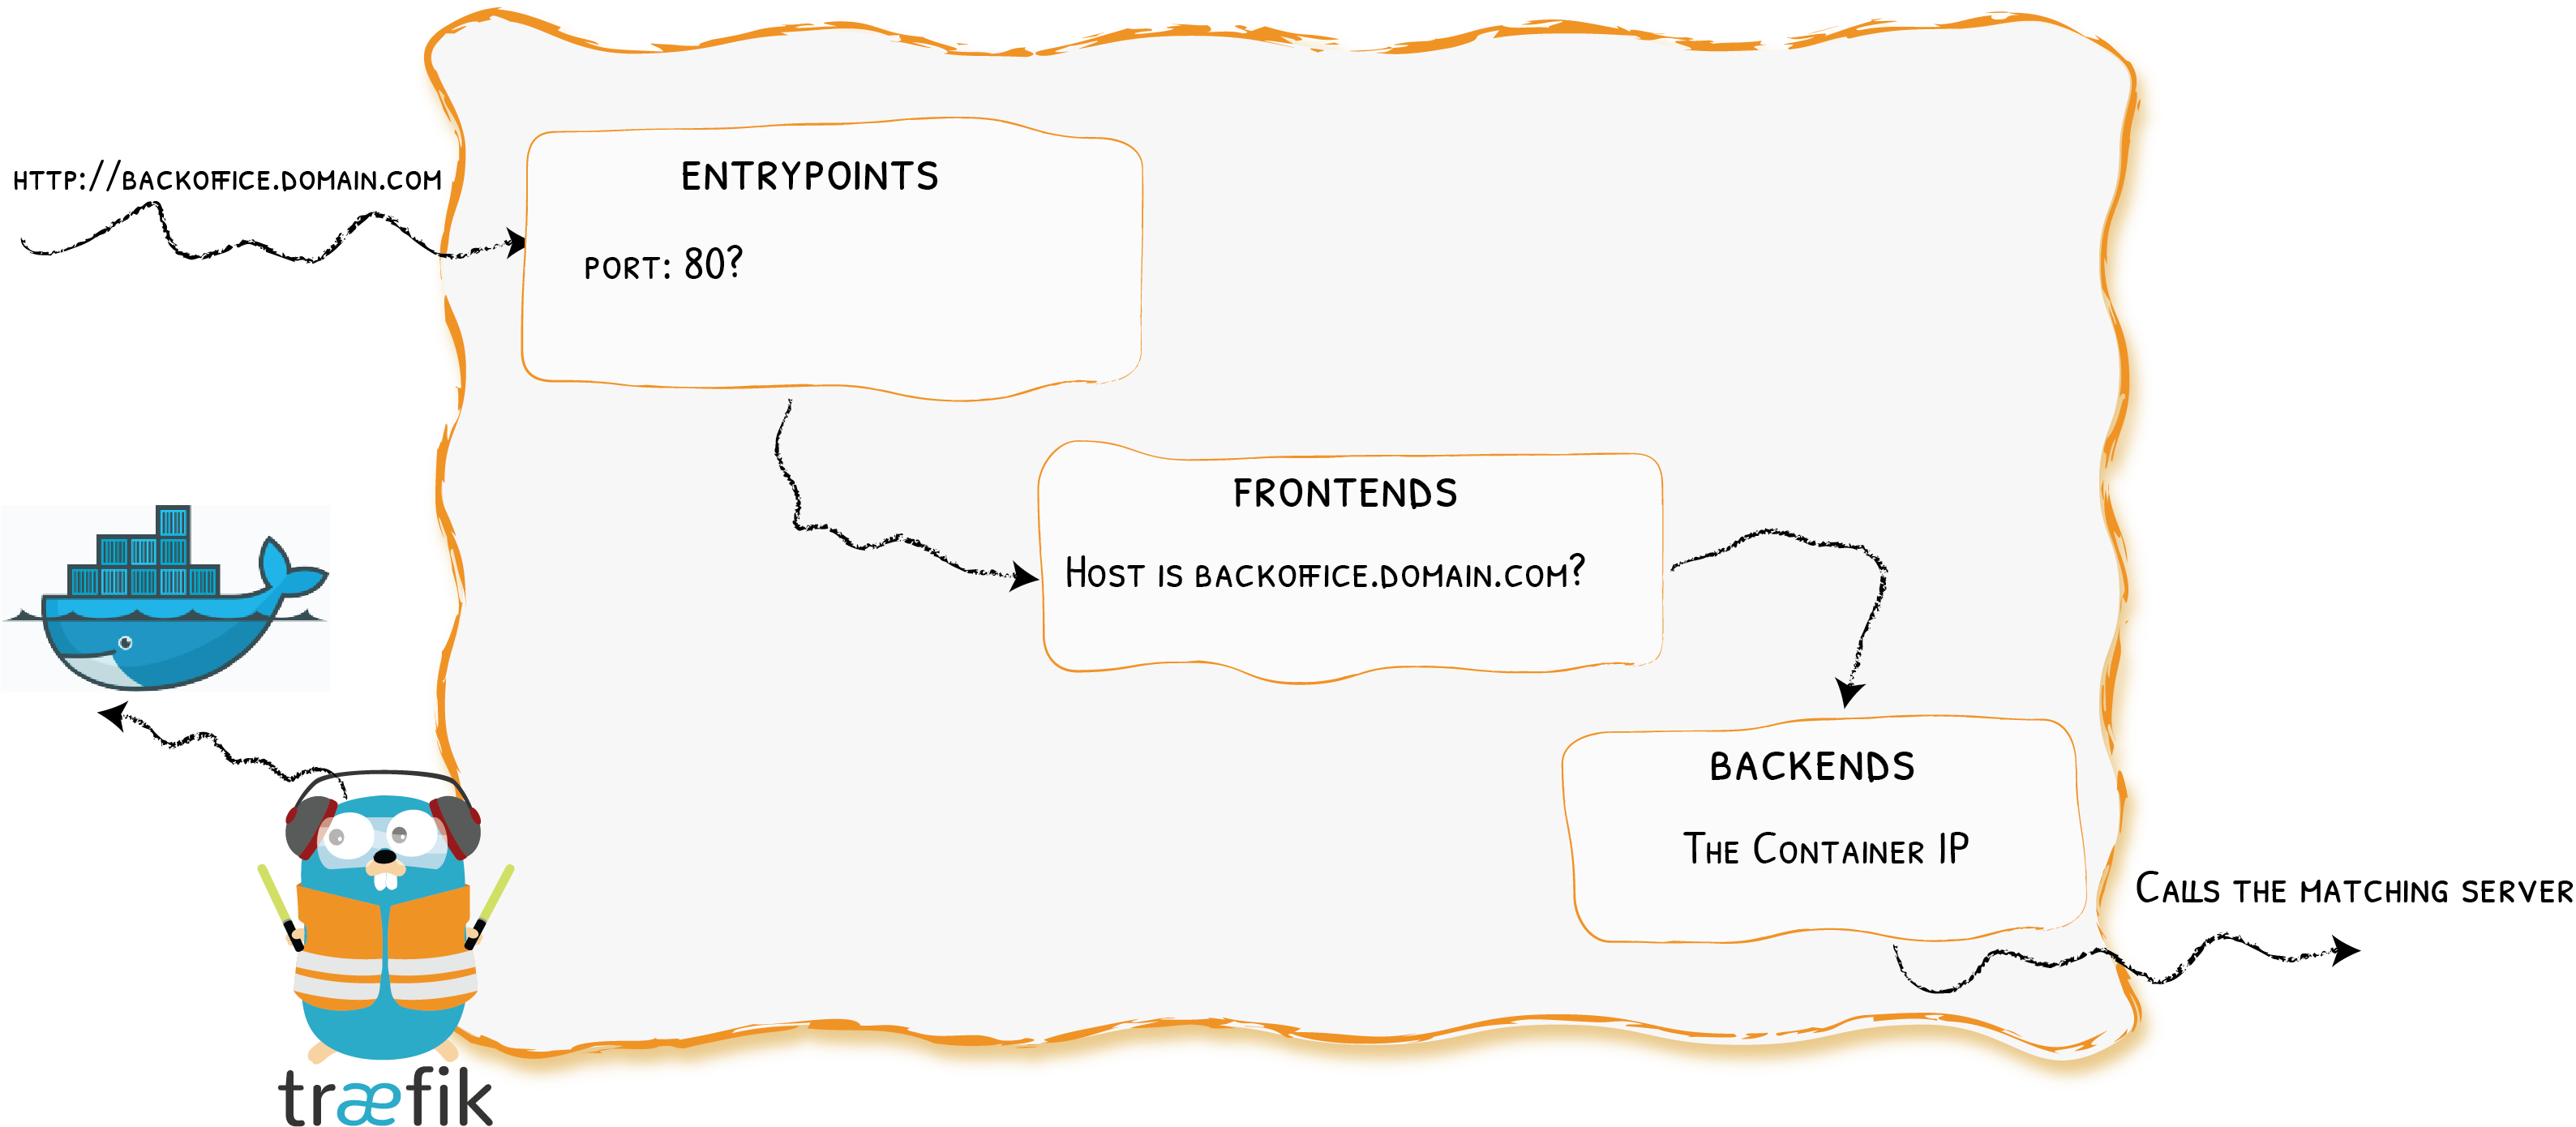 http://backoffice.domain.com
Entrypoints
port: 80?
Frontends
Host is backoffice.domain.com?
Backends
The Container IP
Calls the matching server
træfik